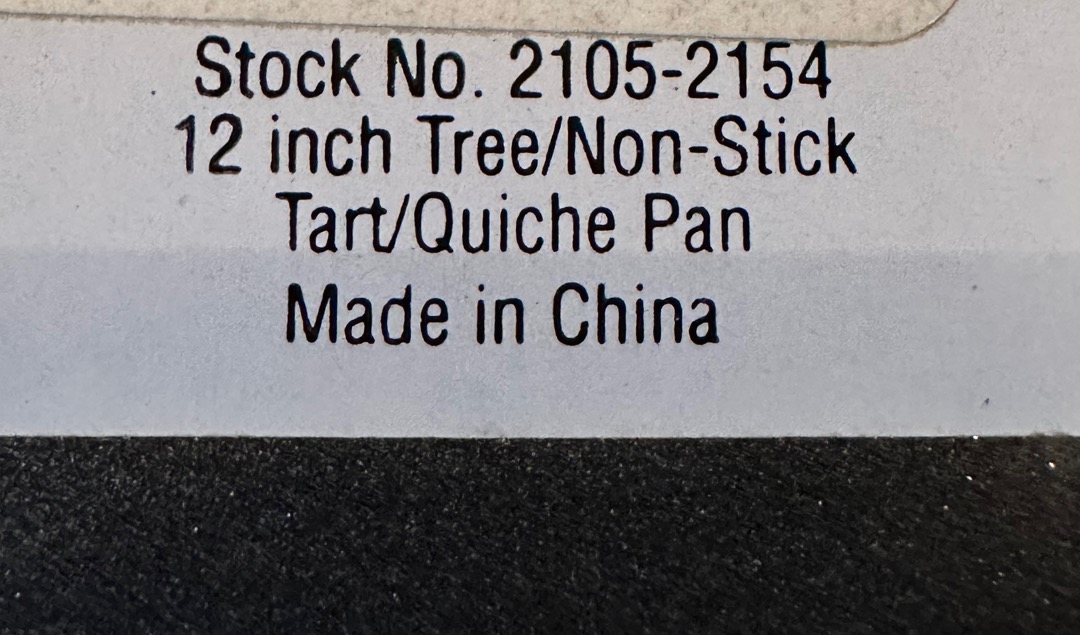 Stock No. 2105-2154
12 inch Tree/Non-Stick
Tart/Quiche Pan
Made in China